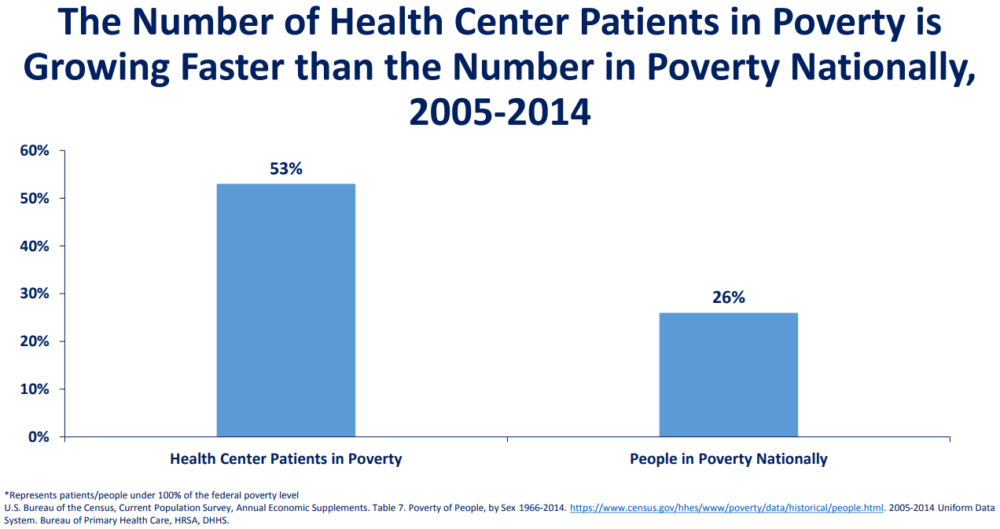 The Number of Health Center Patients in Poverty is
Growing Faster than the Number in Poverty Nationally,
2005-2014
60%
53%
50%
40%
30%
26%
20%
10%
0%
Health Center Patients in Poverty
People in Poverty Nationally
*Represents patients/people under 100% of the federal poverty level
U.S. Bureau of the Census, Current Population Survey, Annual Economic Supplements. Table 7. Poverty of People, by Sex 1966-2014. https://www.census.gov/hhes/www/poverty/data/historical/people.html. 2005-2014 Uniform Data
System. Bureau of Primary Health Care, HRSA, DHHS.